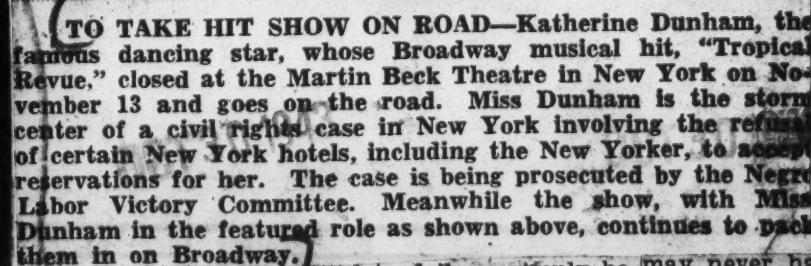 TO TAKE HIT SHOW ON ROAD—Katherine Dunham, th
famous dancing star, whose Broadway musical hit, "Tropical
Revue," closed at the Martin Beck Theatre in New York on No-
vember 13 and goes on the road. Miss Dunham is the storm
center of a civil rights case in New York involving the refusal
of certain New York hotels, including the New Yorker, to accept
reservations for her. The case is being prosecuted by the Negro
Labor Victory Committee. Meanwhile the show, with Miss
Dunham in the featured role as shown above, continues to pack
them in on Broadway.
may never